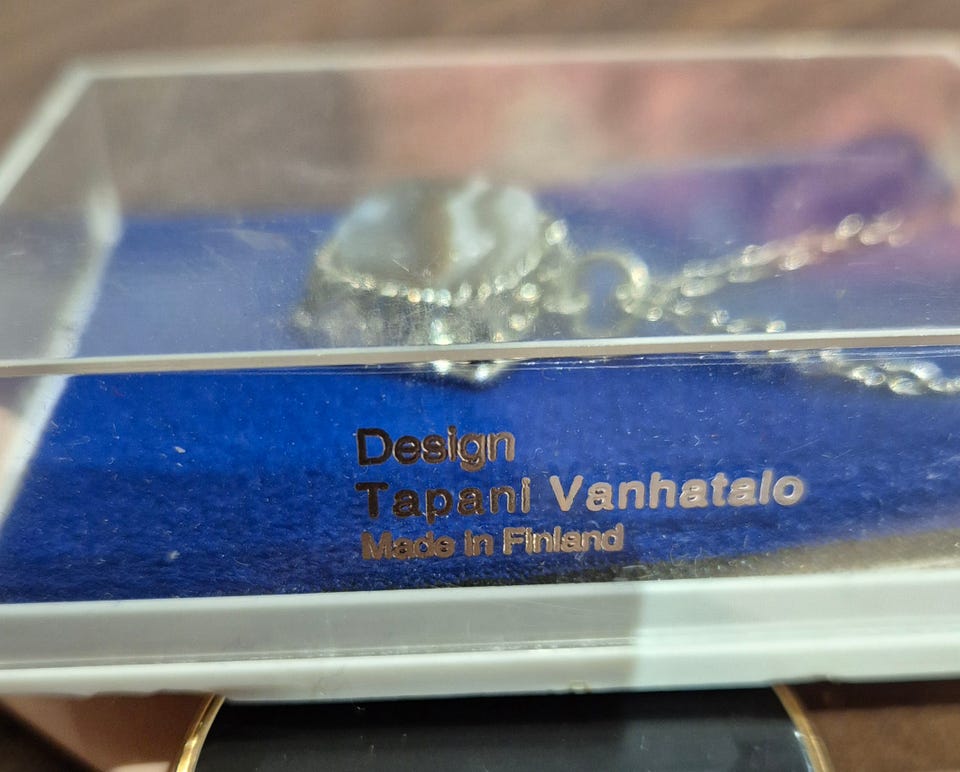 Design
Tapani Vanhatalo
Made in Finland